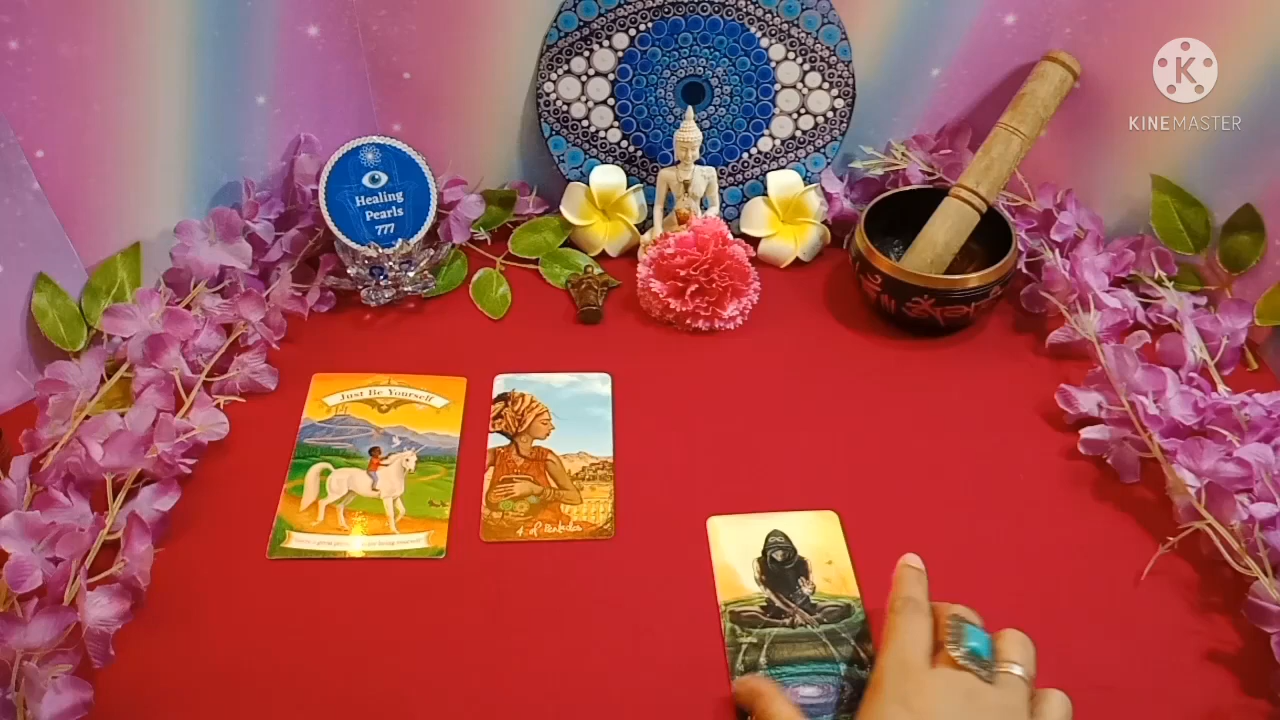 KINEMASTER
Healing
Pearls
777
Just Be Yourself
4 of Pentacles